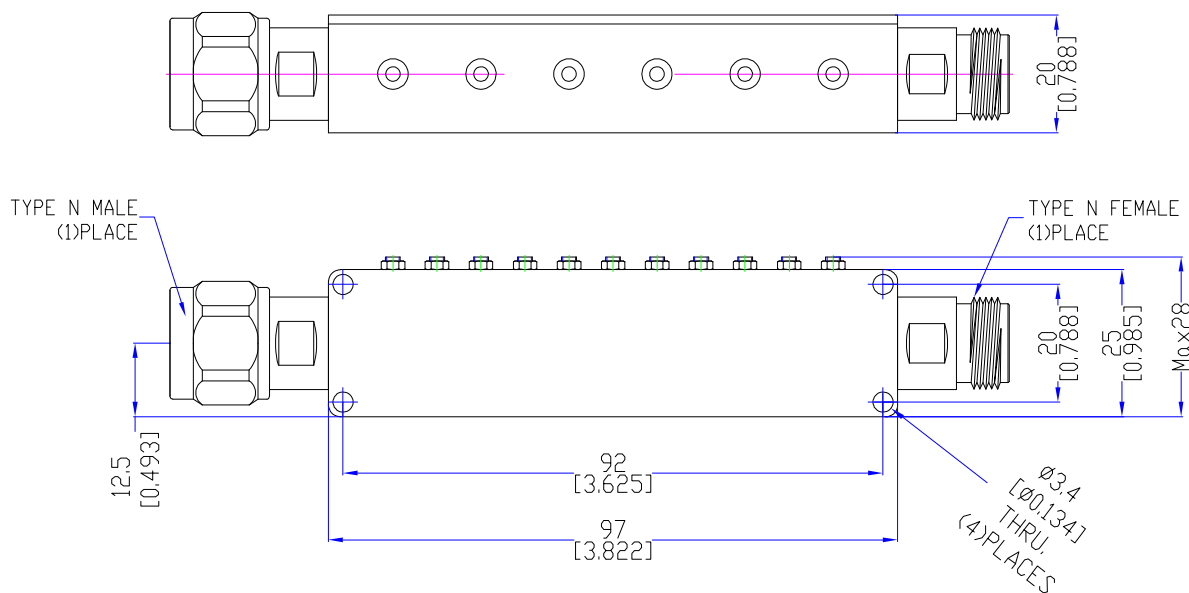 20
[0.788]
TYPE N MALE
(1)PLACE
TYPE N FEMALE
(1)PLACE
20
[0.788]
25
[0.985]
Max28
12.5
[0.493]
92
[3.625]
97
[3.822]
Ø3.4
[Ø0.134]
THRU.
(4)PLACES